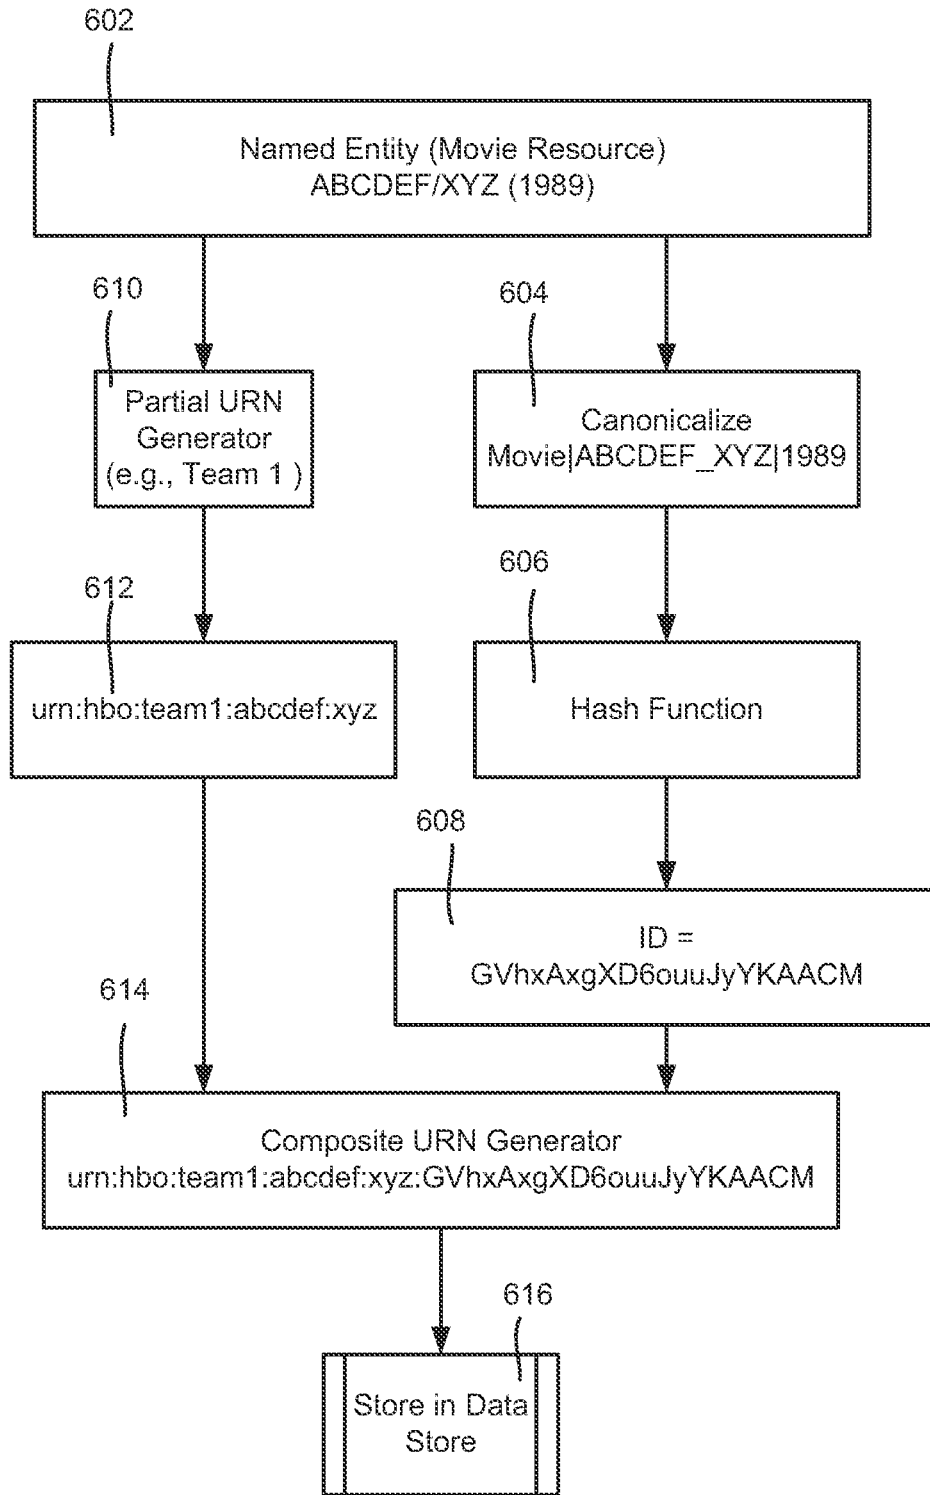 602
Named Entity (Movie Resource)
ABCDEF/XYZ (1989)
610
604
Partial URN
Generator
(e.g., Team 1 )
Canonicalize
Movie|ABCDEF_XYZ|1989
612
606
urn:hbo:team1:abcdef:xyz
Hash Function
608
ID =
GVhxAxgXD6ouuJyYKAACM
614
Composite URN Generator
urn:hbo:team1:abcdef:xyz:GVhxAxgXD6ouuJyYKAACM
616
Store in Data
Store